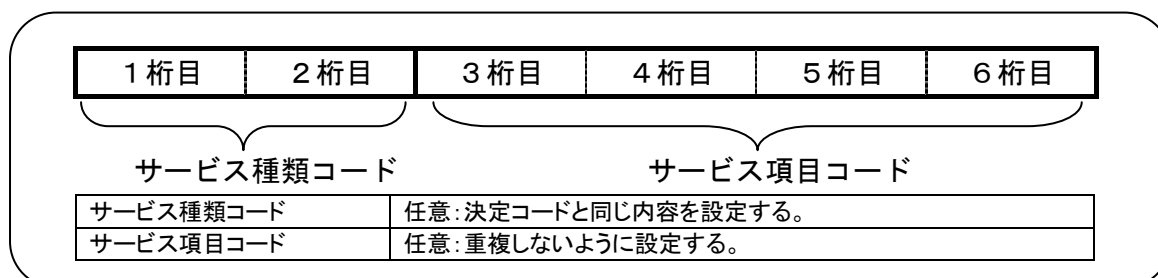 １桁目 ２桁目 ３桁目 ４桁目 ５桁目 ６桁目
サービス種類コード サービス項目コード
サービス種類コード 任意：決定コードと同じ内容を設定する。
サービス項目コード 任意：重複しないように設定する。